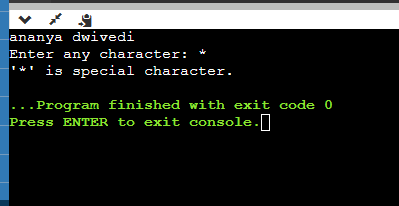 ananya dwivedi
Enter any character: *
'*' is special character.
...Program finished with exit code 0
Press ENTER to exit console.